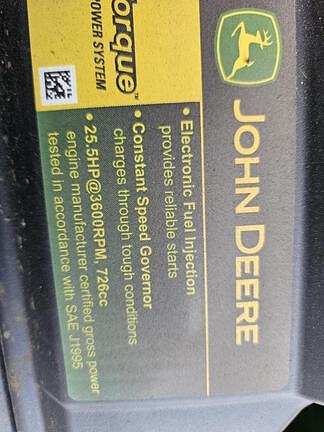 JOHN DEERE
torque™
POWER SYSTEM
• Electronic Fuel Injection
provides reliable starts
• Constant Speed Governor
charges through tough conditions
• 25.5HP@3600RPM, 726cc
engine manufacturer certified gross power
tested in accordance with SAE J1995